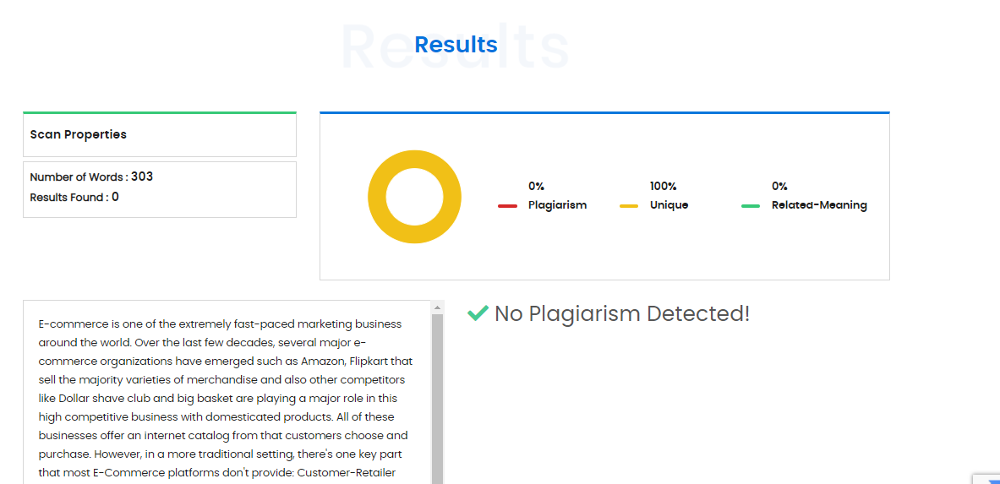 Results
Results
Scan Properties
Number of Words : 303
Results Found : 0
0%
Plagiarism
100%
Unique
0%
Related-Meaning
E-commerce is one of the extremely fast-paced marketing business
around the world. Over the last few decades, several major e-
commerce organizations have emerged such as Amazon, Flipkart that
sell the majority varieties of merchandise and also other competitors
like Dollar shave club and big basket are playing a major role in this
high competitive business with domesticated products. All of these
businesses offer an internet catalog from that customers choose and
purchase. However, in a more traditional setting, there's one key part
that most E-Commerce platforms don't provide: Customer-Retailer
No Plagiarism Detected!